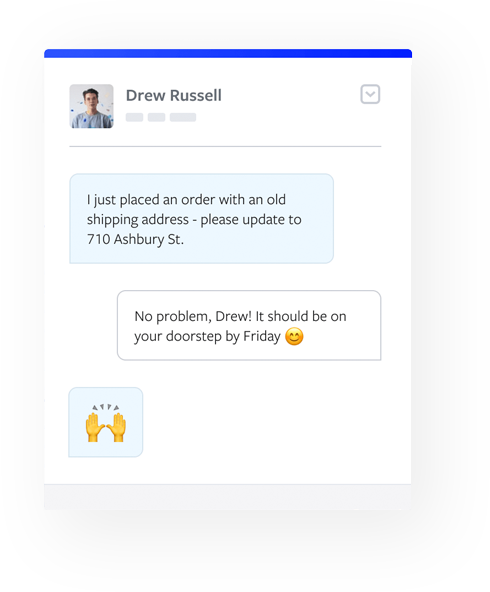 Drew Russell
I just placed an order with an old
shipping address - please update to
710 Ashbury St.
No problem, Drew! It should be on
your doorstep by Friday 😊
🙌